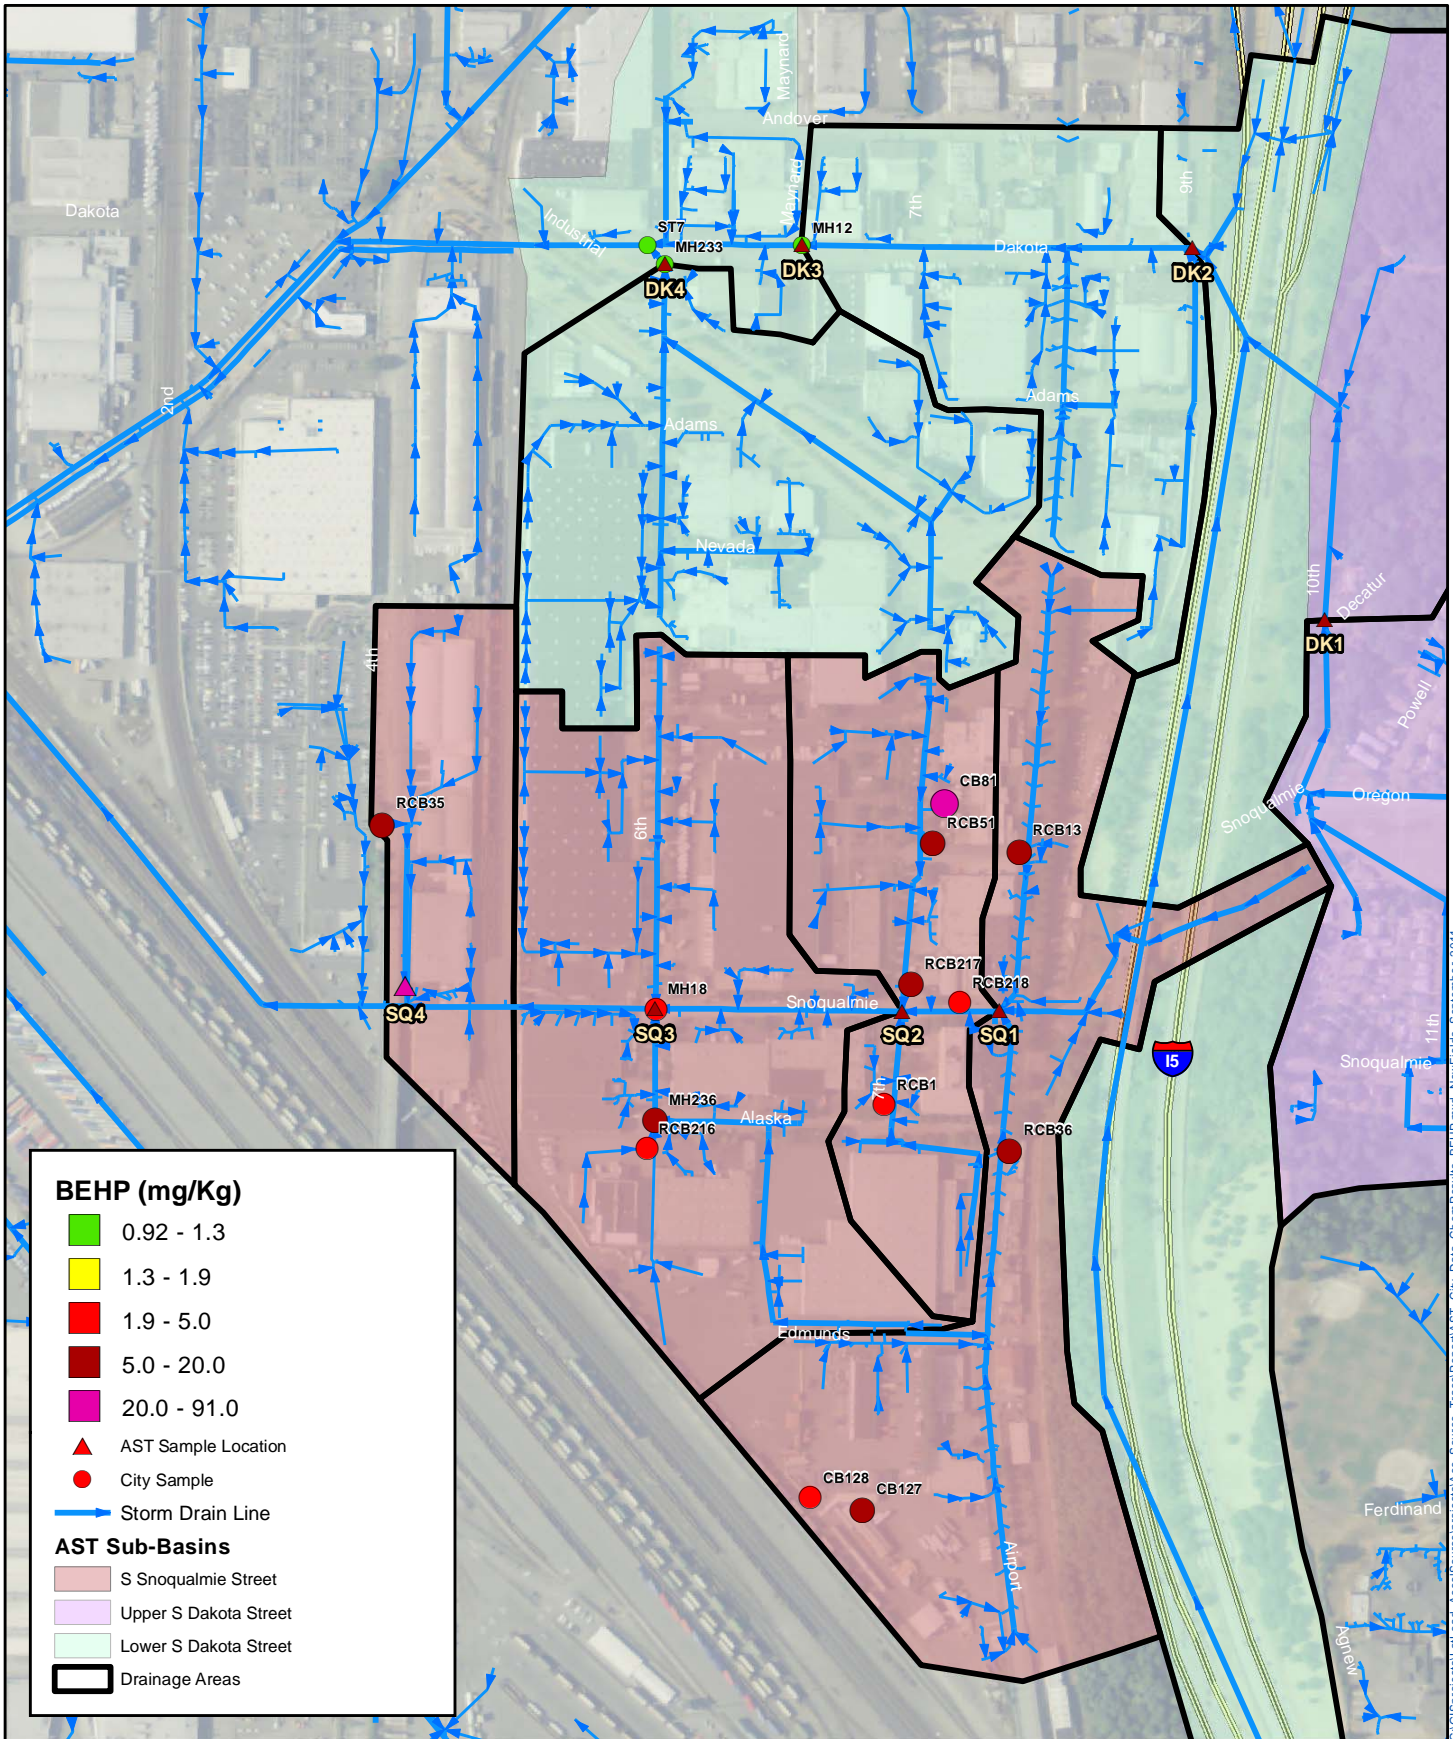 Maynard
Andover
Dakota
Maynard
7th
9th
Industrial
ST7
MH233
DK4
MH12
DK3
Dakota
DK2
2nd
Adams
Adams
Nevada
10th
Decatur
DK1
4th
Powell
Snoqualmie
Oregon
RCB35
6th
CB81
RCB51
RCB13
RCB217
RCB218
MH18
Snoqualmie
SQ4
SQ3
SQ2
SQ1
11th
Snoqualmie
I5
7th
RCB1
MH236
Alaska
RCB216
RCB36
Edmunds
CB128
CB127
Airport
Ferdinand
Agnew
BEHP (mg/Kg)
0.92 - 1.3
1.3 - 1.9
1.9 - 5.0
5.0 - 20.0
20.0 - 91.0
AST Sample Location
City Sample
Storm Drain Line
AST Sub-Basins
S Snoqualmie Street
Upper S Dakota Street
Lower S Dakota Street
Drainage Areas